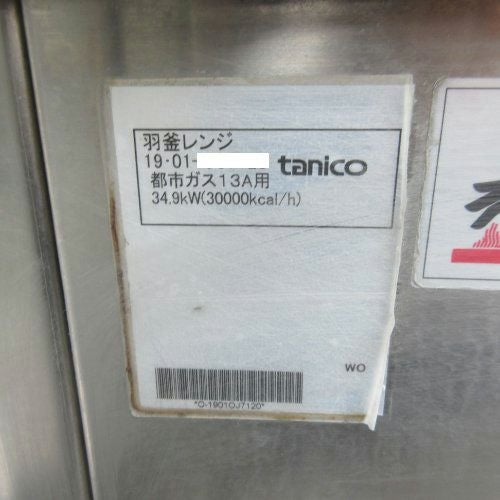 羽釜レンジ
19・01-
tanico
都市ガス13A用
34.9kW(30000kcal/h)
WO
*O-1901OJ7120*